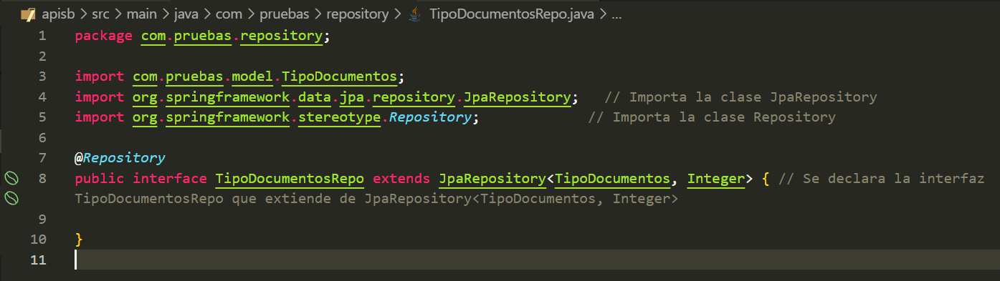 apisb > src > main > java > com > pruebas > repository > TipoDocumentosRepo.java > ...
1 package com.pruebas.repository;
2
3 import com.pruebas.model.TipoDocumentos;
4 import org.springframework.data.jpa.repository.JpaRepository; // Importa la clase JpaRepository
5 import org.springframework.stereotype.Repository; // Importa la clase Repository
6
7 @Repository
8 public interface TipoDocumentosRepo extends JpaRepository<TipoDocumentos, Integer> { // Se declara la interfaz
TipoDocumentosRepo que extiende de JpaRepository<TipoDocumentos, Integer>
9
10 }
11